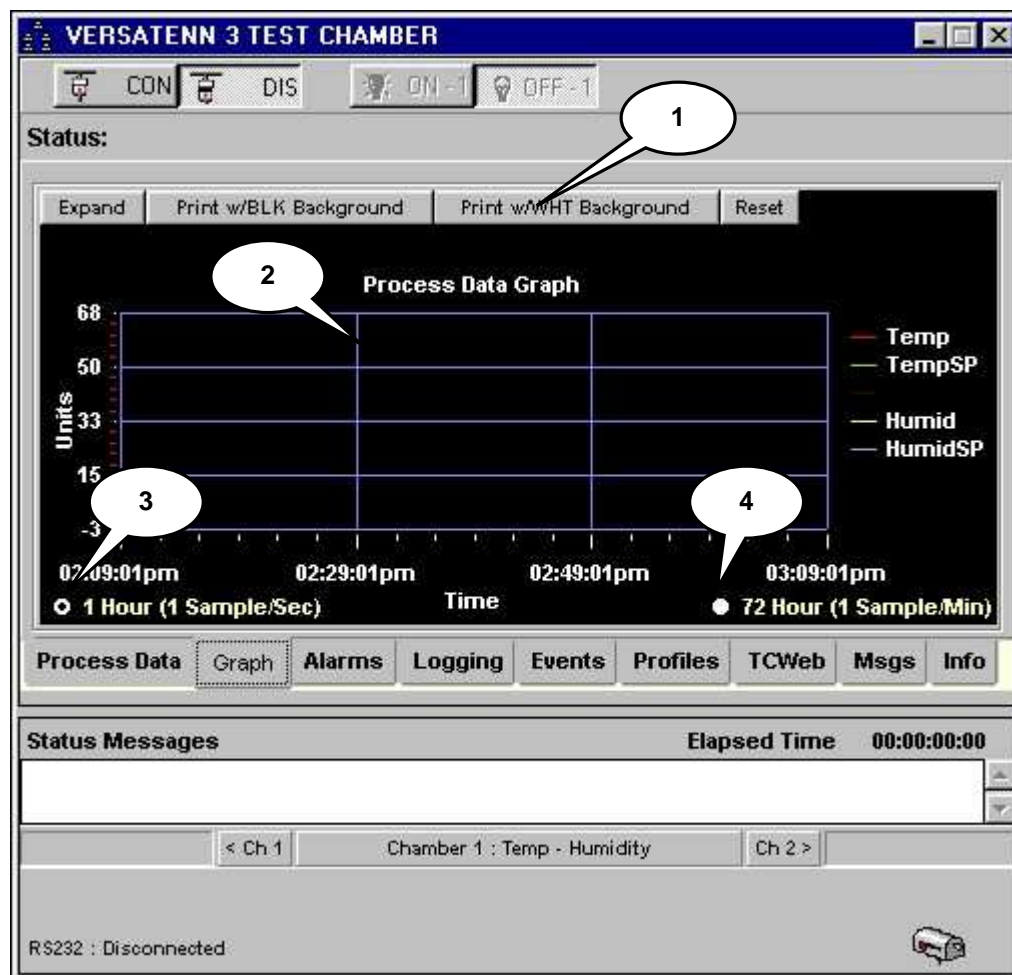 VERSATENN 3 TEST CHAMBER
CON DIS ON - 1 OFF - 1
1
Status:
Expand Print w/BLK Background Print w/WHT Background Reset
2
Process Data Graph
68
50
33
15
-3
Units
Temp
TempSP
Humid
HumidSP
3
4
02:09:01pm 02:29:01pm 02:49:01pm 03:09:01pm
1 Hour (1 Sample/Sec) Time 72 Hour (1 Sample/Min)
Process Data Graph Alarms Logging Events Profiles TCWeb Msgs Info
Status Messages Elapsed Time 00:00:00:00
< Ch 1 Chamber 1 : Temp - Humidity Ch 2 >
RS232 : Disconnected